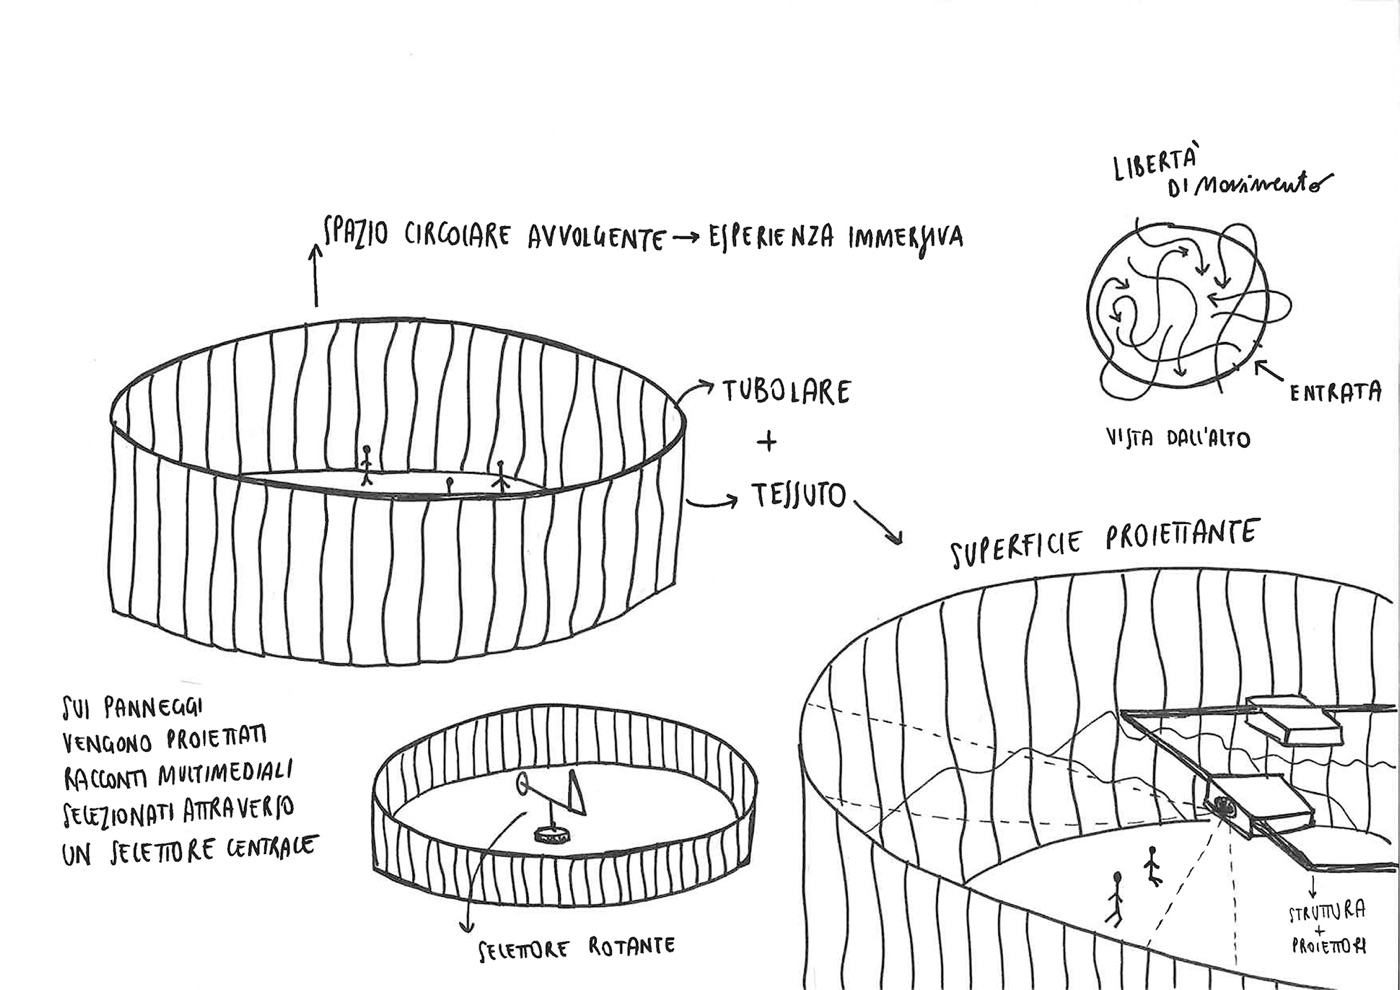 LIBERTÀ
DI MOVIMENTO
SPAZIO CIRCOLARE AVVOLGENTE → ESPERIENZA IMMERSIVA
TUBOLARE
+
TESSUTO
ENTRATA
VISTA DALL'ALTO
SUPERFICIE PROIETTANTE
SUI PANNEGGI
VENGONO PROIETTATI
RACCONTI MULTIMEDIALI
SELEZIONATI ATTRAVERSO
UN SELETTORE CENTRALE
SELETTORE ROTANTE
STRUTTURA
+
PROIETTORI